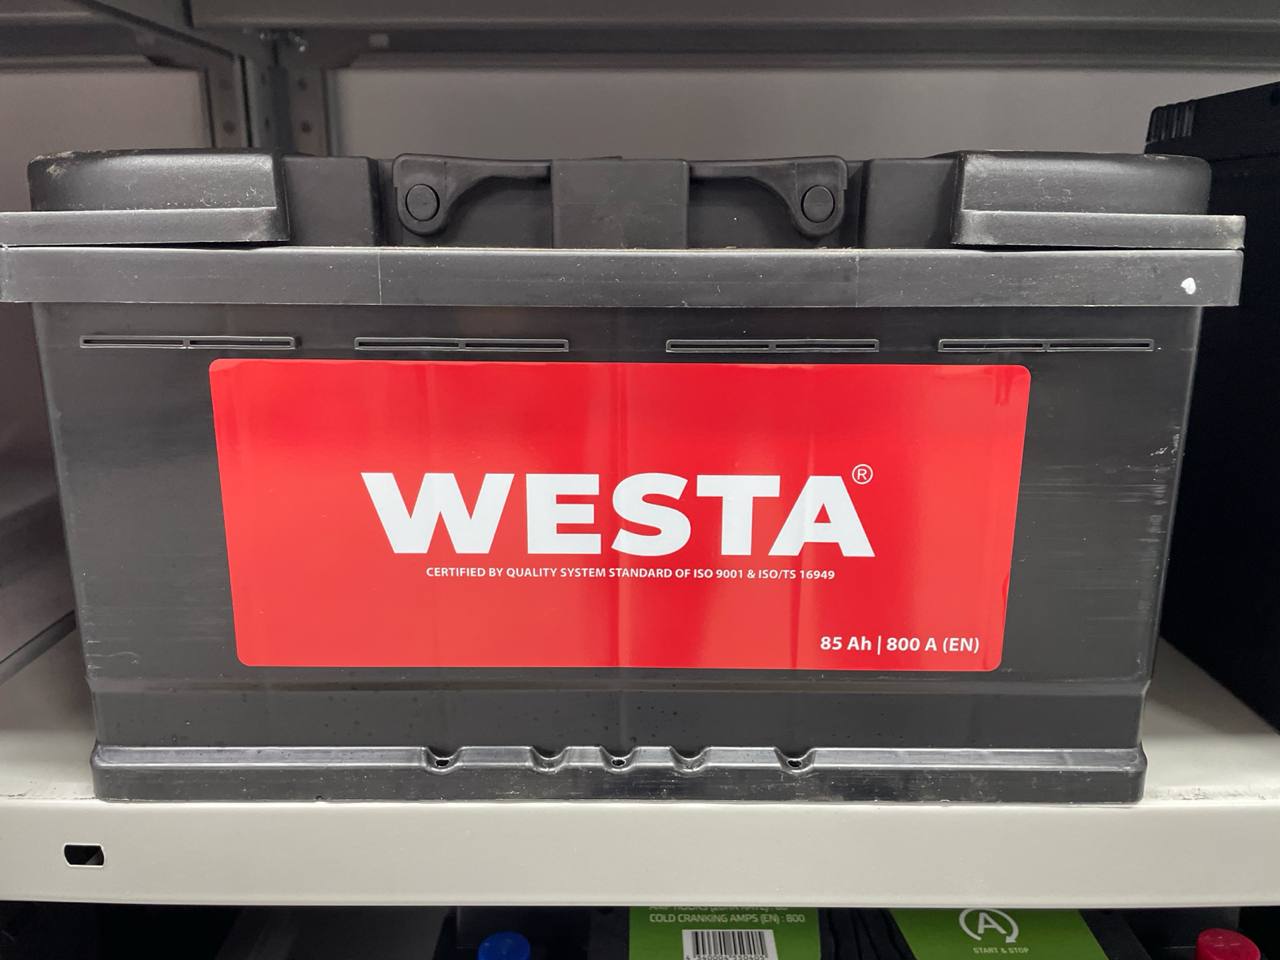 WESTA®
CERTIFIED BY QUALITY SYSTEM STANDARD OF ISO 9001 & ISO/TS 16949
85 Ah | 800 A (EN)
COLD CRANKING AMPS (EN) : 800
A
START & STOP